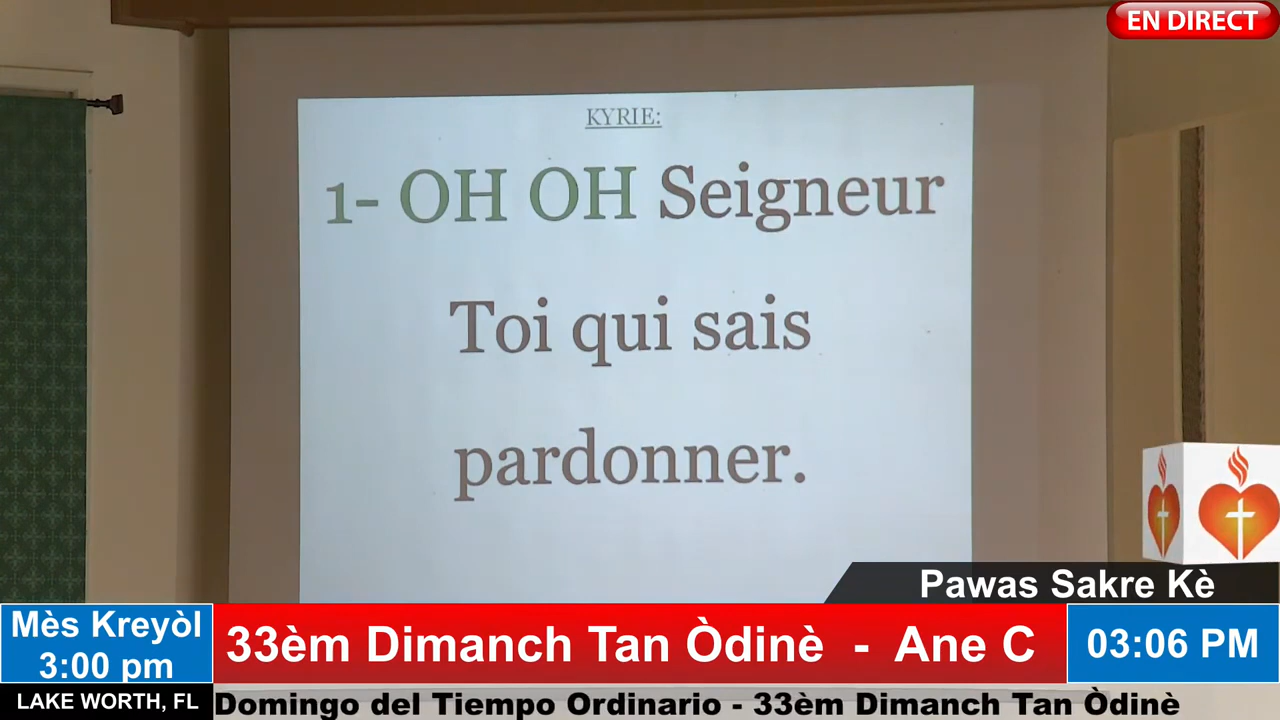 EN DIRECT
KYRIE:
1- OH OH Seigneur
Toi qui sais
pardonner.
Pawas Sakre Kè
Mès Kreyòl
3:00 pm
33èm Dimanch Tan Òdinè - Ane C
03:06 PM
LAKE WORTH, FL
Domingo del Tiempo Ordinario - 33èm Dimanch Tan Òdinè